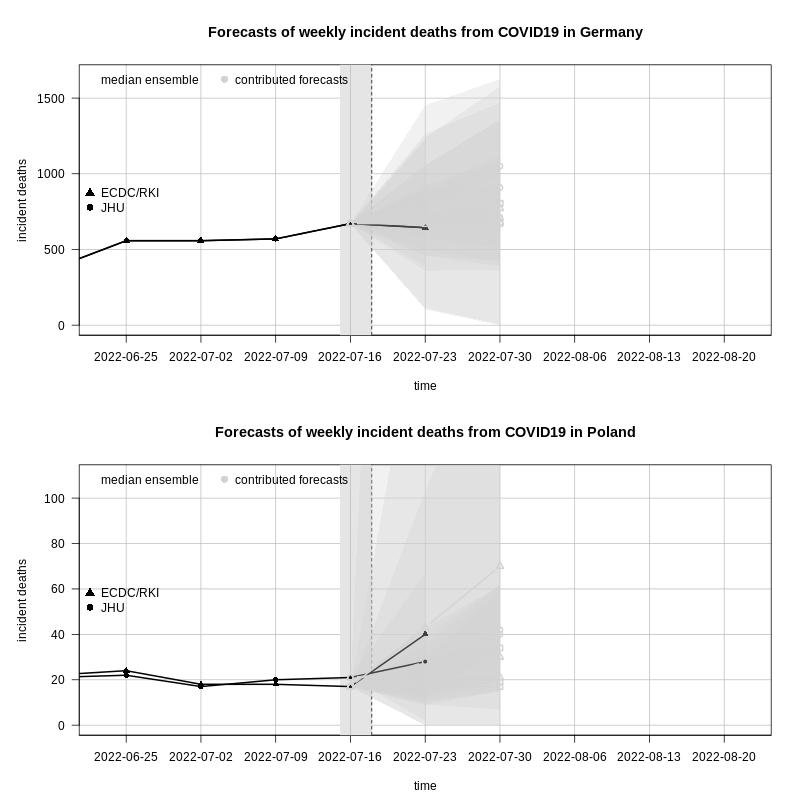 Forecasts of weekly incident deaths from COVID19 in Germany
median ensemble contributed forecasts
1500
1000
500
0
incident deaths
ECDC/RKI
JHU
2022-06-25 2022-07-02 2022-07-09 2022-07-16 2022-07-23 2022-07-30 2022-08-06 2022-08-13 2022-08-20
time
Forecasts of weekly incident deaths from COVID19 in Poland
median ensemble contributed forecasts
100
80
60
40
20
0
incident deaths
ECDC/RKI
JHU
2022-06-25 2022-07-02 2022-07-09 2022-07-16 2022-07-23 2022-07-30 2022-08-06 2022-08-13 2022-08-20
time